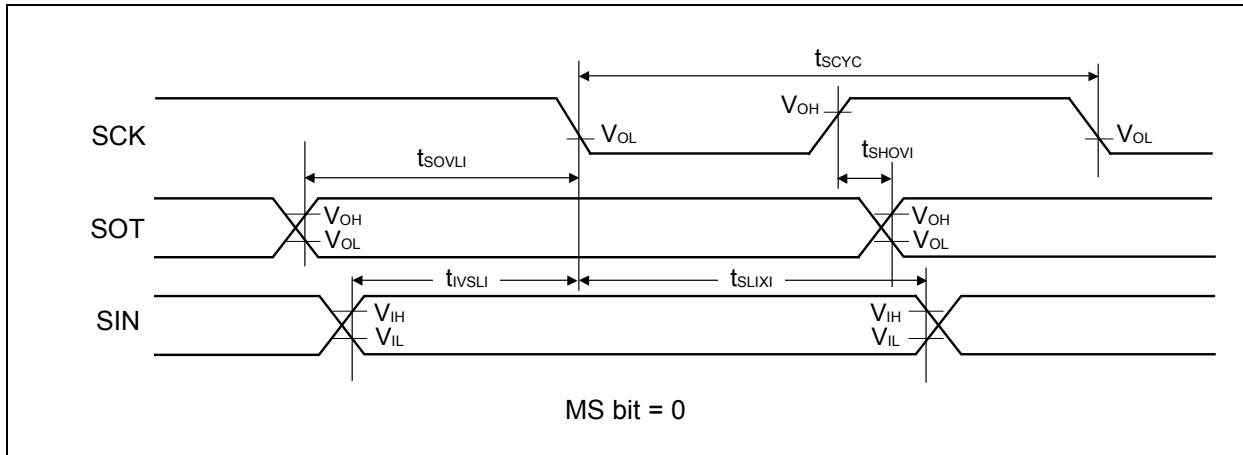 tSCYC
SCK
VOH
VOL
VOL
tSOVLI
tSHOVI
SOT
VOH
VOL
VOH
VOL
tIVSLI
tSLIXI
SIN
VIH
VIL
VIH
VIL
MS bit = 0